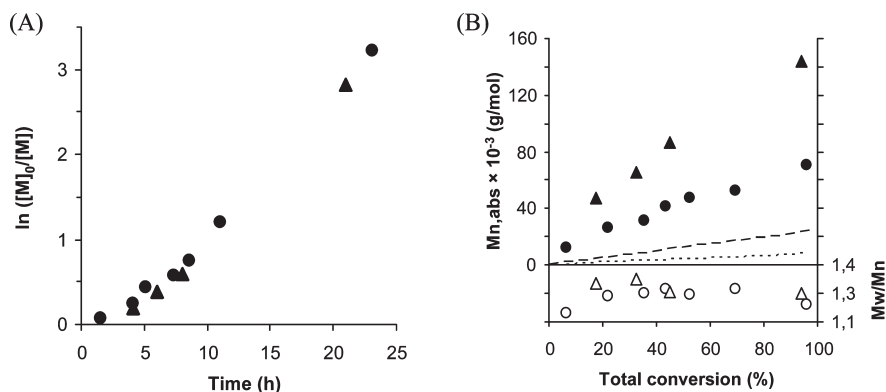 (A)
ln ([M]₀/[M])
3
2
1
0
0 5 10 15 20 25
Time (h)
(B)
Mn,abs × 10⁻³ (g/mol)
160
120
80
40
0
1,4
1,3
1,1
Mw/Mn
0 20 40 60 80 100
Total conversion (%)